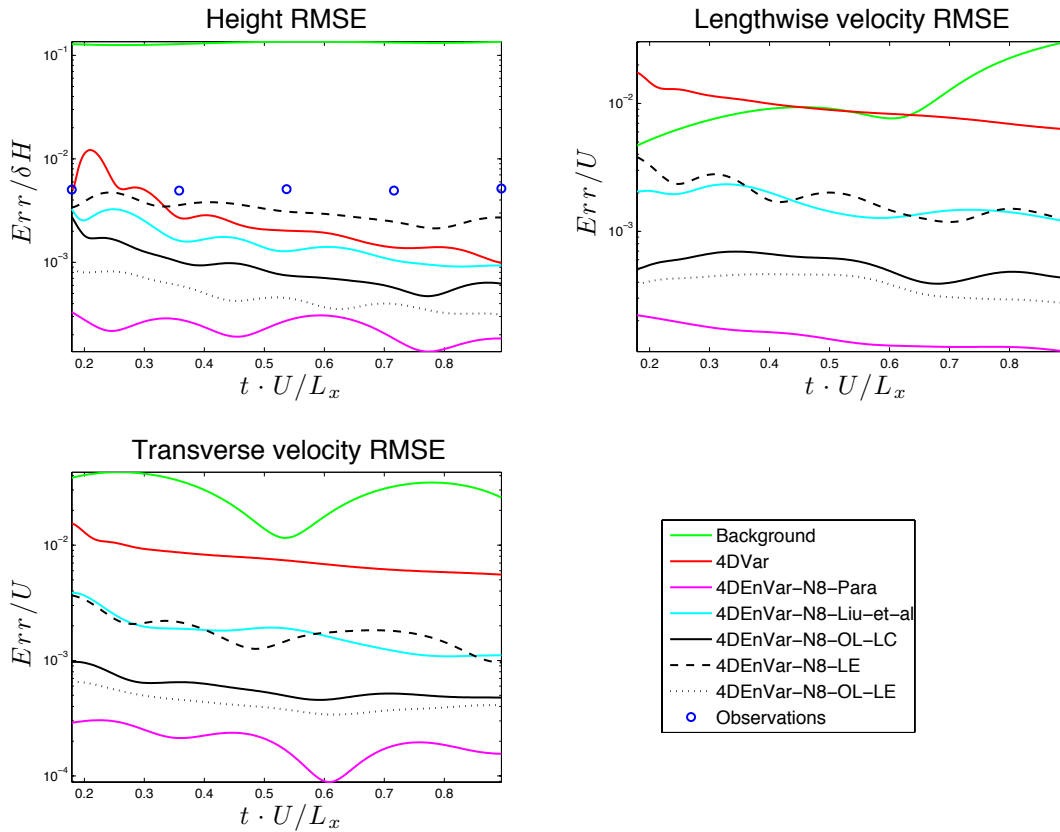 Height RMSE
10^{-1}
10^{-2}
10^{-3}
Err/δH
0.2 0.3 0.4 0.5 0.6 0.7 0.8
t · U/L_x
Lengthwise velocity RMSE
10^{-2}
10^{-3}
Err/U
0.2 0.3 0.4 0.5 0.6 0.7 0.8
t · U/L_x
Transverse velocity RMSE
10^{-2}
10^{-3}
10^{-4}
Err/U
0.2 0.3 0.4 0.5 0.6 0.7 0.8
t · U/L_x
Background
4DVar
4DEnVar−N8−Para
4DEnVar−N8−Liu−et−al
4DEnVar−N8−OL−LC
4DEnVar−N8−LE
4DEnVar−N8−OL−LE
Observations